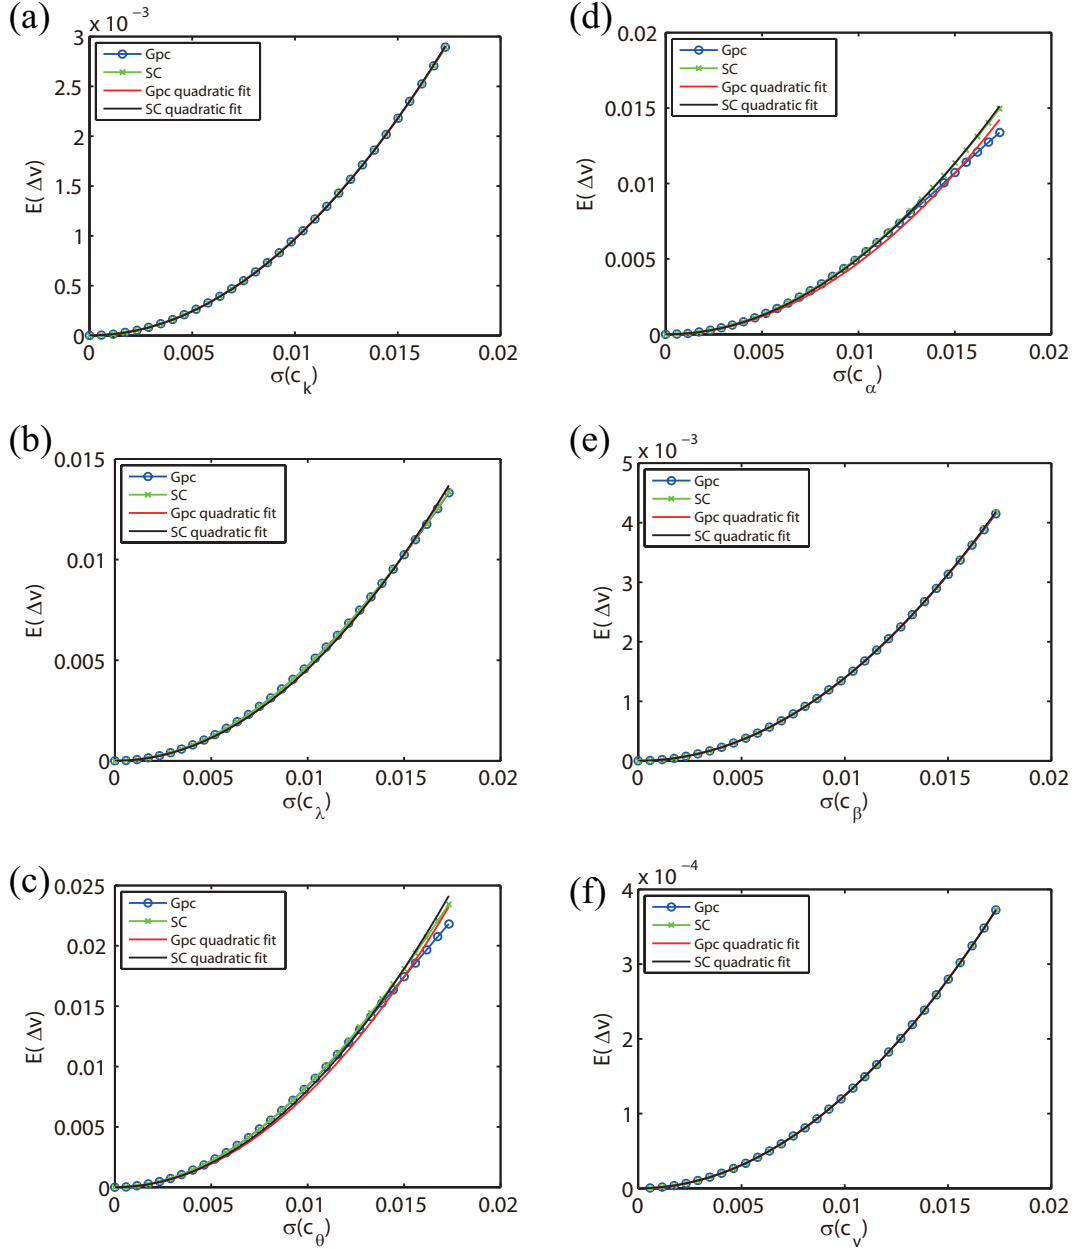 (a)
x 10 -3
3
2.5
2
1.5
1
0.5
0
E( Δv)
Gpc
SC
Gpc quadratic fit
SC quadratic fit
0 0.005 0.01 0.015 0.02
σ(c k)
(d)
0.02
0.015
0.01
0.005
0
E( Δv)
Gpc
SC
Gpc quadratic fit
SC quadratic fit
0 0.005 0.01 0.015 0.02
σ(c α)
(b)
0.015
0.01
0.005
0
E( Δv)
Gpc
SC
Gpc quadratic fit
SC quadratic fit
0 0.005 0.01 0.015 0.02
σ(c λ)
(e)
x 10 -3
5
4
3
2
1
0
E( Δv)
Gpc
SC
Gpc quadratic fit
SC quadratic fit
0 0.005 0.01 0.015 0.02
σ(c β)
(c)
0.025
0.02
0.015
0.01
0.005
0
E( Δv)
Gpc
SC
Gpc quadratic fit
SC quadratic fit
0 0.005 0.01 0.015 0.02
σ(c θ)
(f)
x 10 -4
4
3
2
1
0
E( Δv)
Gpc
SC
Gpc quadratic fit
SC quadratic fit
0 0.005 0.01 0.015 0.02
σ(c v)